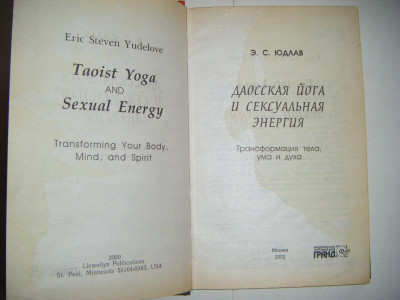 Eric Steven Yudelove
Taoist Yoga
AND
Sexual Energy
Transforming Your Body,
Mind, and Spirit
2000
Llewellyn Publications
St. Paul, Minnesota 55164-0383, USA
Э. С. ЮДЛАВ
ДАОССКАЯ ЙОГА
И СЕКСУАЛЬНАЯ
ЭНЕРГИЯ
Трансформация тела,
ума и духа
Москва
2002
ГРАНД